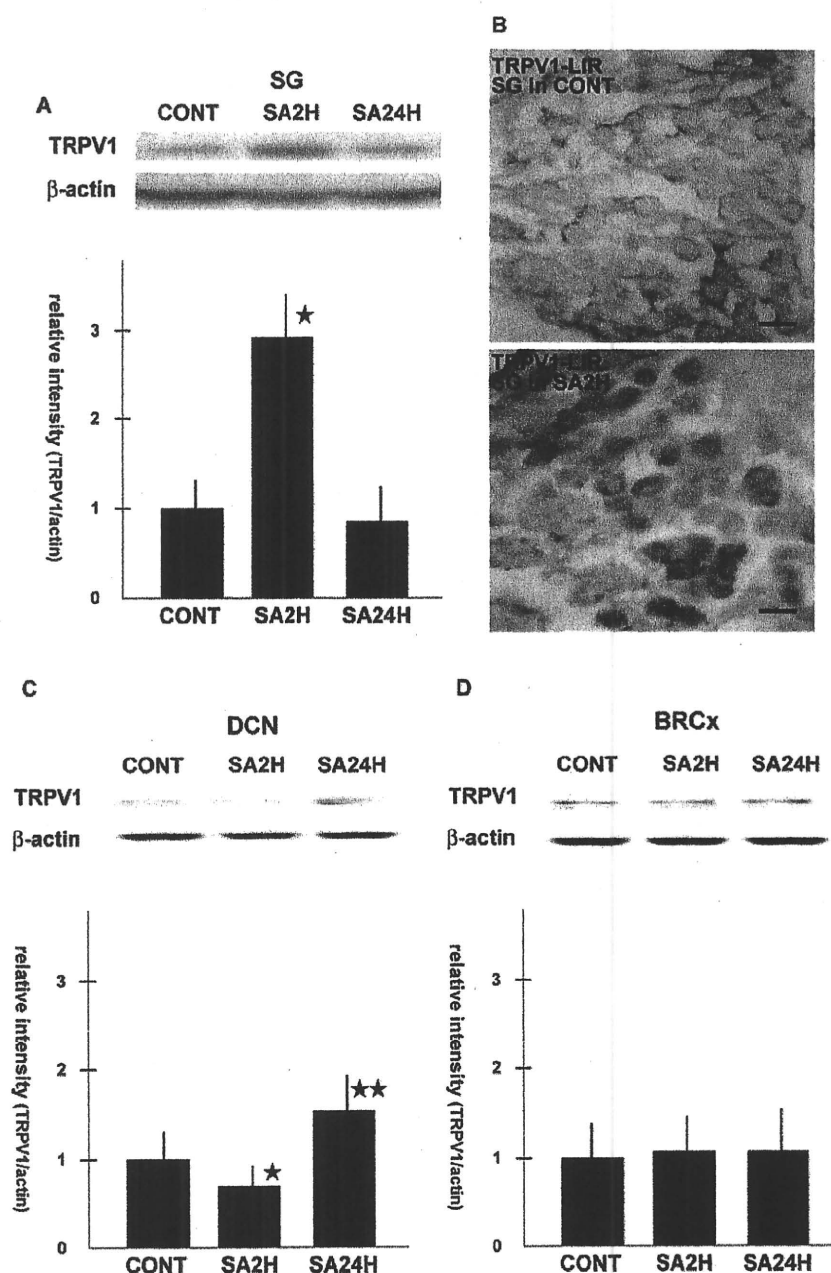 A
SG
CONT SA2H SA24H
TRPV1
β-actin
relative intensity (TRPV1/actin)
3
2
1
0
CONT SA2H SA24H
B
TRPV1-LIR
SG in CONT
TRPV1-LIR
SG in SA2H
C
DCN
CONT SA2H SA24H
TRPV1
β-actin
relative intensity (TRPV1/actin)
3
2
1
0
CONT SA2H SA24H
D
BRCx
CONT SA2H SA24H
TRPV1
β-actin
relative intensity (TRPV1/actin)
3
2
1
0
CONT SA2H SA24H